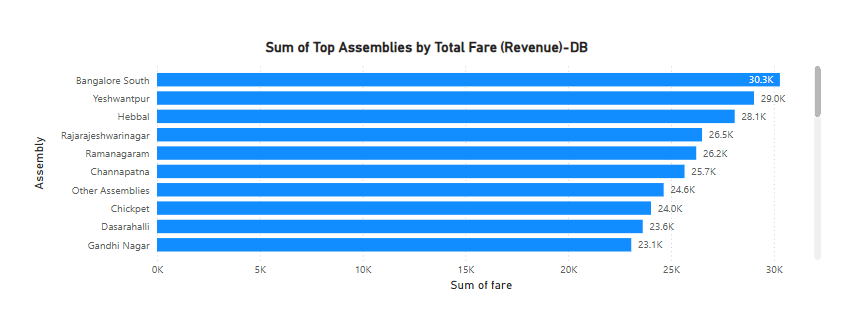 Sum of Top Assemblies by Total Fare (Revenue)-DB
Assembly
Bangalore South 30.3K
Yeshwantpur 29.0K
Hebbal 28.1K
Rajarajeshwarinagar 26.5K
Ramanagaram 26.2K
Channapatna 25.7K
Other Assemblies 24.6K
Chickpet 24.0K
Dasarahalli 23.6K
Gandhi Nagar 23.1K
0K 5K 10K 15K 20K 25K 30K
Sum of fare